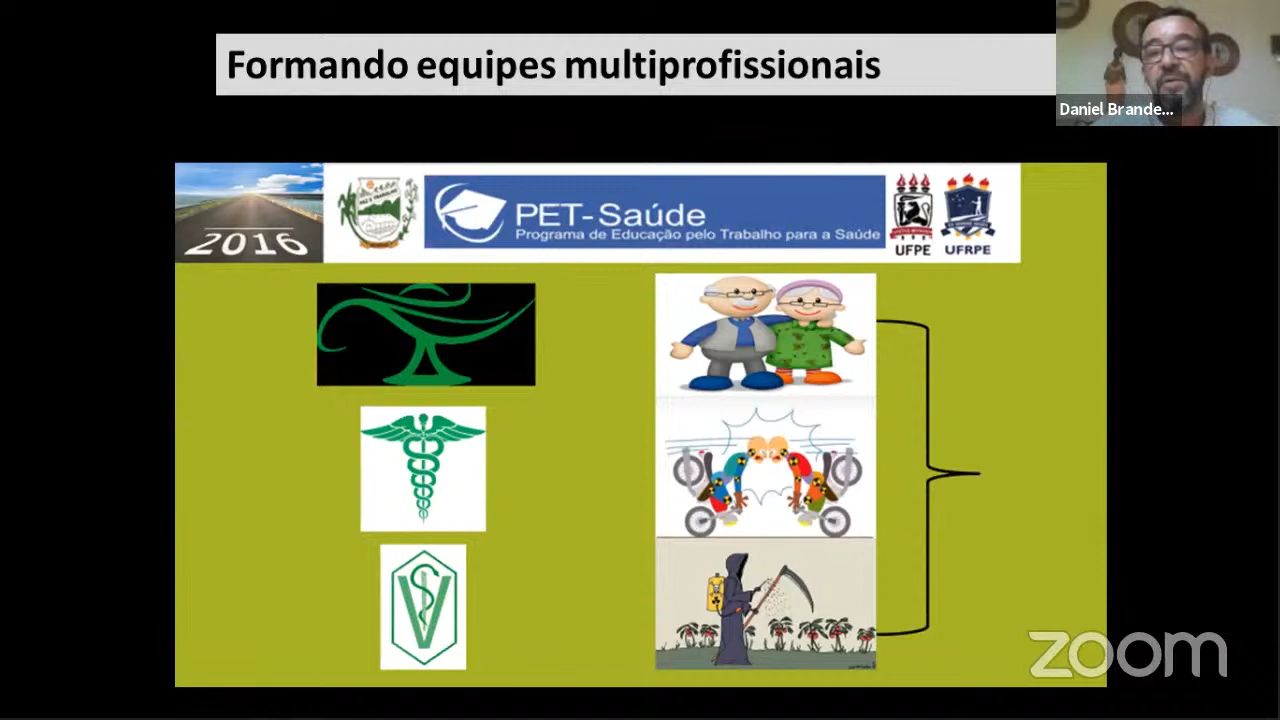 Formando equipes multiprofissionais
Daniel Brande...
2016
PET-Saúde
Programa de Educação pelo Trabalho para a Saúde
UFPE
UFRPE
V
zoom